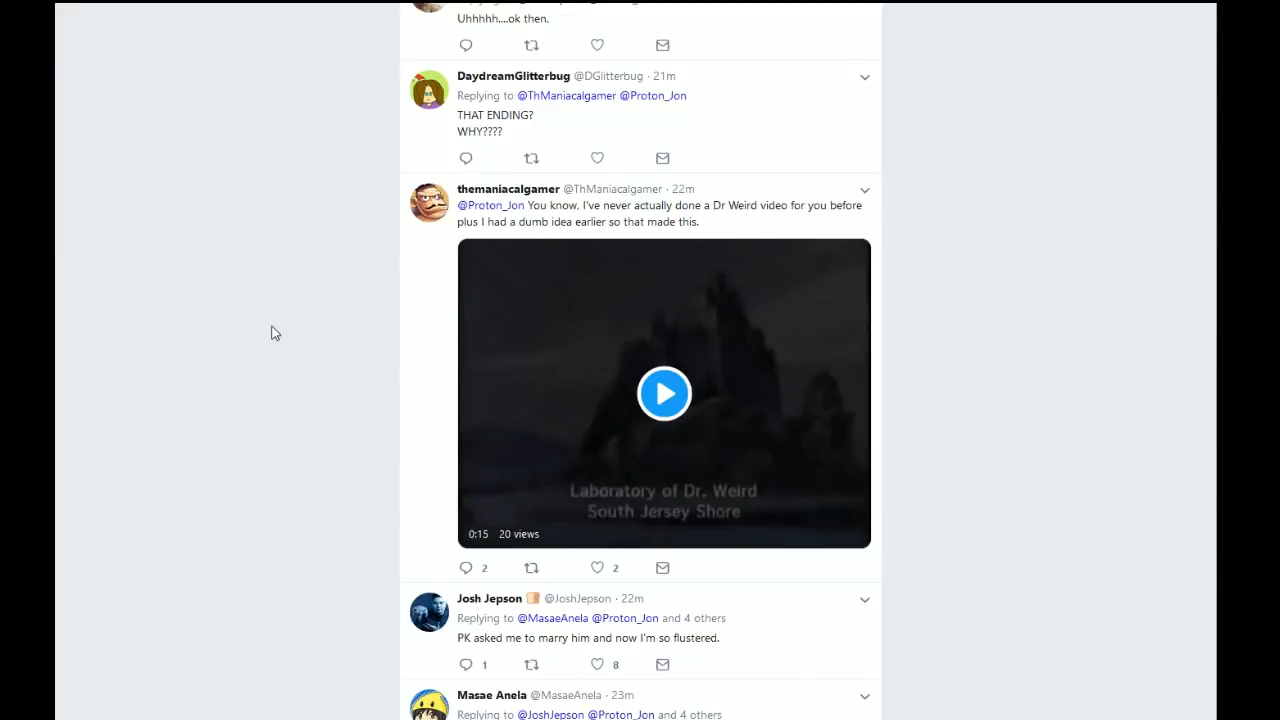 Uhhhhh....ok then.
DaydreamGlitterbug @DGlitterbug · 21m
Replying to @ThManiacalgamer @Proton_Jon
THAT ENDING?
WHY????
themaniacalgamer @ThManiacalgamer · 22m
@Proton_Jon You know, I've never actually done a Dr Weird video for you before
plus I had a dumb idea earlier so that made this.
Laboratory of Dr. Weird
South Jersey Shore
0:15 20 views
2 2
Josh Jepson @JoshJepson · 22m
Replying to @MasaeAnela @Proton_Jon and 4 others
PK asked me to marry him and now I'm so flustered.
1 8
Masae Anela @MasaeAnela · 23m
Replying to @JoshJepson @Proton_Jon and 4 others